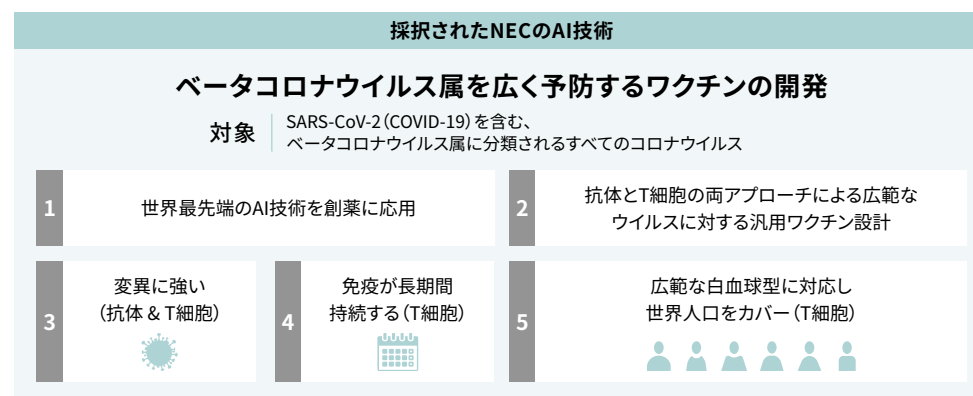 採択されたNECのAI技術
ベータコロナウイルス属を広く予防するワクチンの開発
対象
SARS-CoV-2(COVID-19)を含む、
ベータコロナウイルス属に分類されるすべてのコロナウイルス
1
世界最先端のAI技術を創薬に応用
2
抗体とT細胞の両アプローチによる広範な
ウイルスに対する汎用ワクチン設計
3
変異に強い
(抗体 & T細胞)
4
免疫が長期間
持続する(T細胞)
5
広範な白血球型に対応し
世界人口をカバー(T細胞)